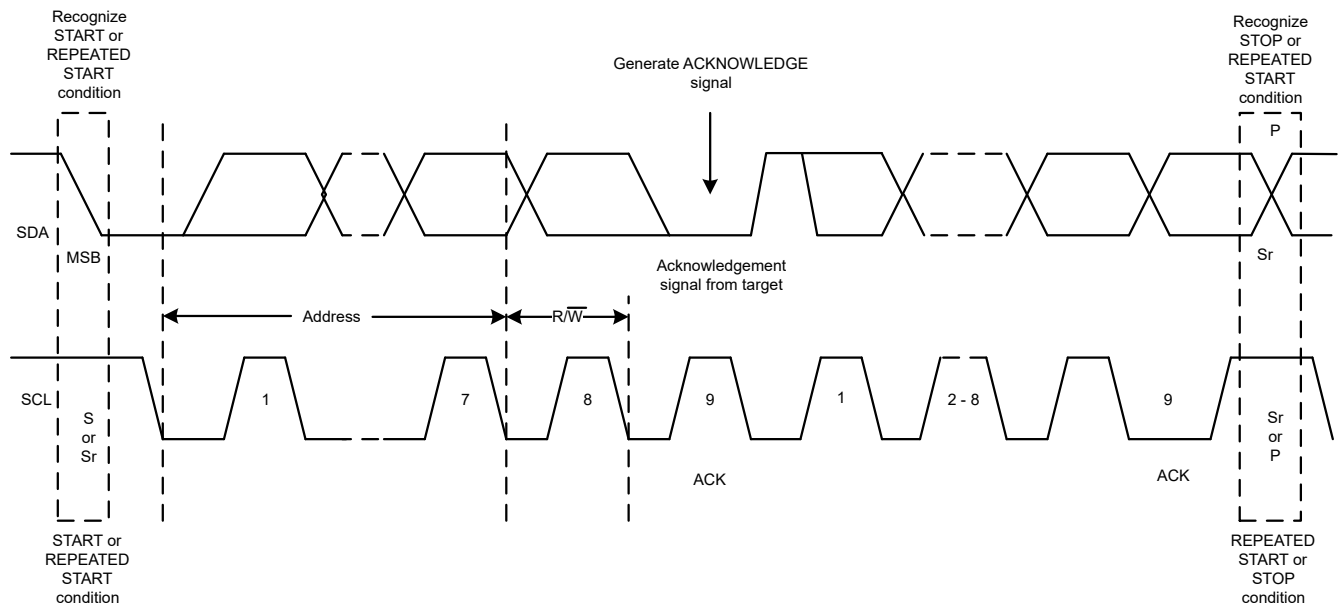 Recognize
START or
REPEATED
START
condition
Generate ACKNOWLEDGE
signal
Recognize
STOP or
REPEATED
START
condition
P
SDA
MSB
Acknowledgement
signal from target
Sr
Address
R/W̅
SCL
S
or
Sr
1
7
8
9
1
2 - 8
9
Sr
or
P
ACK
ACK
START or
REPEATED
START
condition
REPEATED
START or
STOP
condition